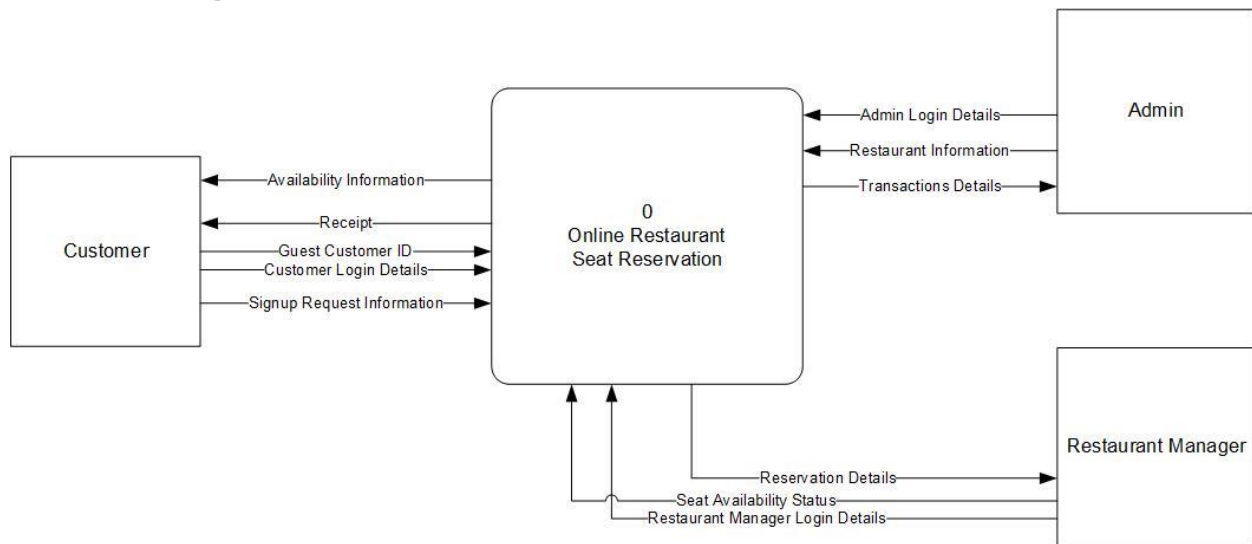 Admin Login Details
Admin
Restaurant Information
Availability Information
Transactions Details
0
Receipt
Online Restaurant
Seat Reservation
Customer
Guest Customer ID
Customer Login Details
Signup Request Information
Restaurant Manager
Reservation Details
Seat Availability Status
Restaurant Manager Login Details